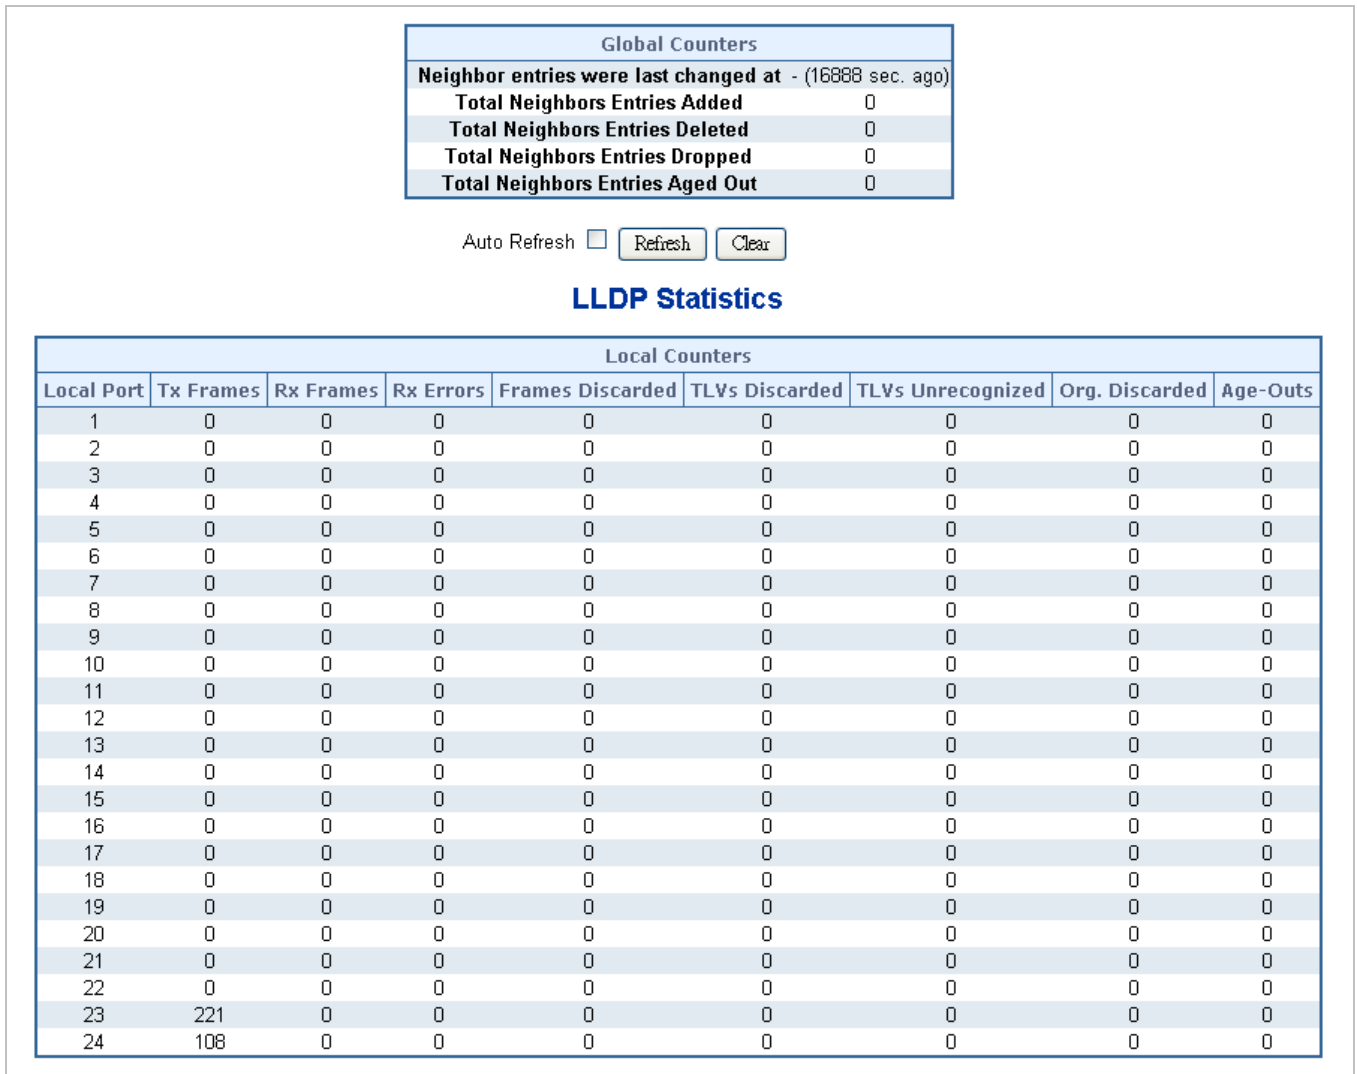 Global Counters
Neighbor entries were last changed at - (16888 sec. ago)
Total Neighbors Entries Added 0
Total Neighbors Entries Deleted 0
Total Neighbors Entries Dropped 0
Total Neighbors Entries Aged Out 0
Auto Refresh Refresh Clear
LLDP Statistics
Local Counters
Local Port Tx Frames Rx Frames Rx Errors Frames Discarded TLVs Discarded TLVs Unrecognized Org. Discarded Age-Outs
1 0 0 0 0 0 0 0 0
2 0 0 0 0 0 0 0 0
3 0 0 0 0 0 0 0 0
4 0 0 0 0 0 0 0 0
5 0 0 0 0 0 0 0 0
6 0 0 0 0 0 0 0 0
7 0 0 0 0 0 0 0 0
8 0 0 0 0 0 0 0 0
9 0 0 0 0 0 0 0 0
10 0 0 0 0 0 0 0 0
11 0 0 0 0 0 0 0 0
12 0 0 0 0 0 0 0 0
13 0 0 0 0 0 0 0 0
14 0 0 0 0 0 0 0 0
15 0 0 0 0 0 0 0 0
16 0 0 0 0 0 0 0 0
17 0 0 0 0 0 0 0 0
18 0 0 0 0 0 0 0 0
19 0 0 0 0 0 0 0 0
20 0 0 0 0 0 0 0 0
21 0 0 0 0 0 0 0 0
22 0 0 0 0 0 0 0 0
23 221 0 0 0 0 0 0 0
24 108 0 0 0 0 0 0 0